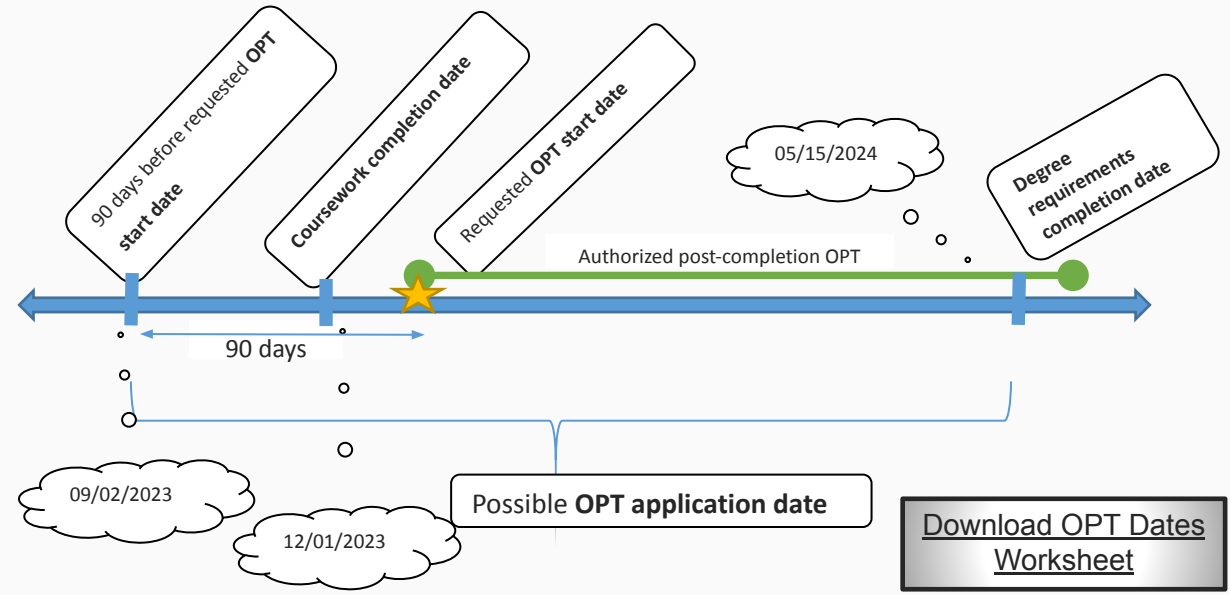 90 days before requested OPT
start date
Coursework completion date
Requested OPT start date
05/15/2024
Degree
requirements
completion date
Authorized post-completion OPT
90 days
09/02/2023
12/01/2023
Possible OPT application date
Download OPT Dates
Worksheet